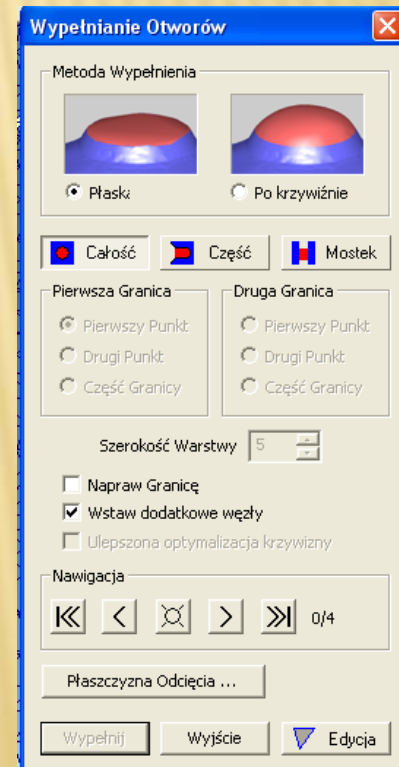 Wypełnianie Otworów
Metoda Wypełnienia
Płaska
Po krzywiźnie
Całość
Część
Mostek
Pierwsza Granica
Druga Granica
Pierwszy Punkt
Pierwszy Punkt
Drugi Punkt
Drugi Punkt
Część Granicy
Część Granicy
Szerokość Warstwy 5
Napraw Granicę
Wstaw dodatkowe węzły
Ulepszona optymalizacja krzywizny
Nawigacja
0/4
Płaszczyzna Odcięcia ...
Wypełnij
Wyjście
Edycja